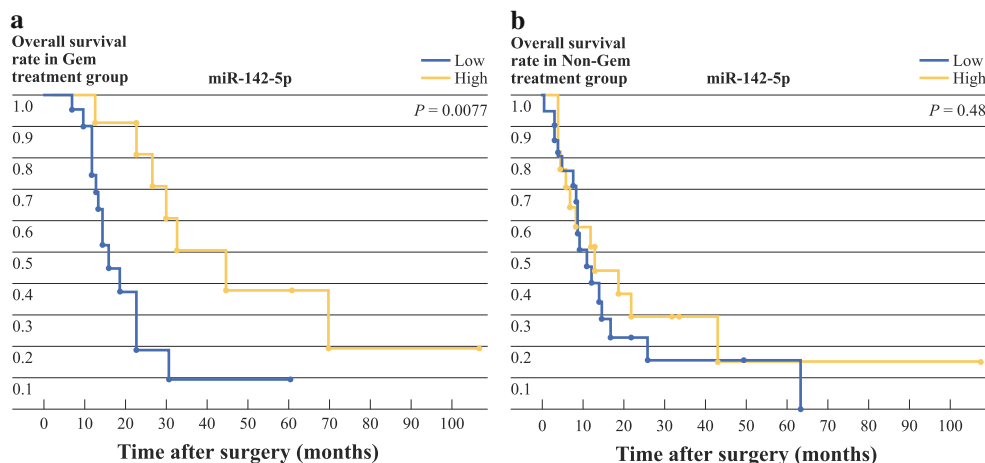 a
Overall survival
rate in Gem
treatment group
miR-142-5p
Low
High
P = 0.0077
1.0
0.9
0.8
0.7
0.6
0.5
0.4
0.3
0.2
0.1
0 10 20 30 40 50 60 70 80 90 100
Time after surgery (months)
b
Overall survival
rate in Non-Gem
treatment group
miR-142-5p
Low
High
P = 0.48
1.0
0.9
0.8
0.7
0.6
0.5
0.4
0.3
0.2
0.1
0 10 20 30 40 50 60 70 80 90 100
Time after surgery (months)